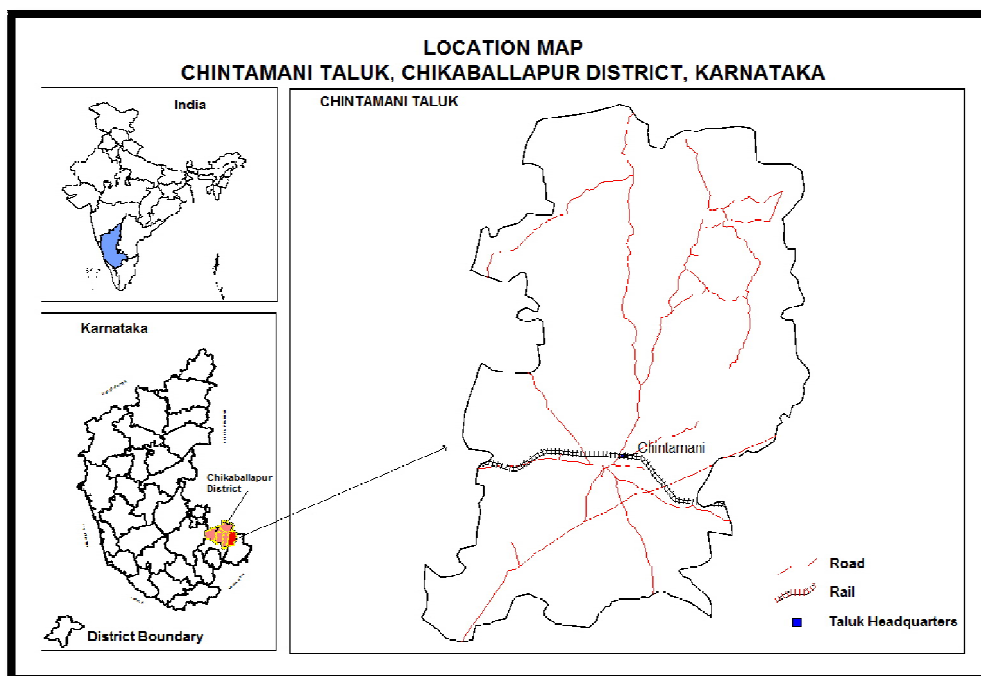 LOCATION MAP
CHINTAMANI TALUK, CHIKABALLAPUR DISTRICT, KARNATAKA
India
CHINTAMANI TALUK
Karnataka
Chikaballapur
District
District Boundary
Chintamani
Road
Rail
Taluk Headquarters